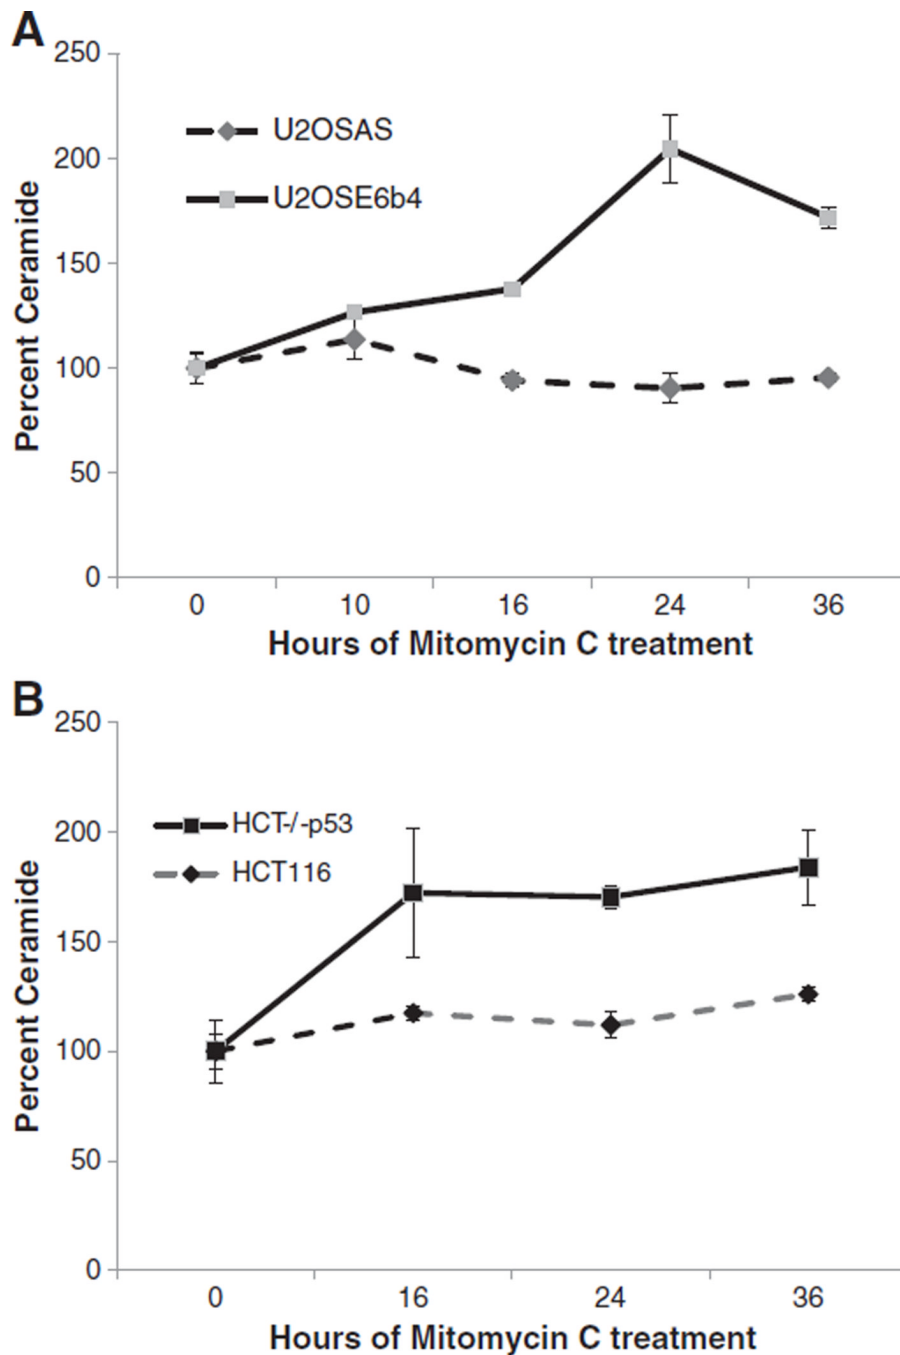 A
250
200
150
100
50
0
Percent Ceramide
U2OSAS
U2OSE6b4
0 10 16 24 36
Hours of Mitomycin C treatment
B
250
200
150
100
50
0
Percent Ceramide
HCT-/-p53
HCT116
0 16 24 36
Hours of Mitomycin C treatment